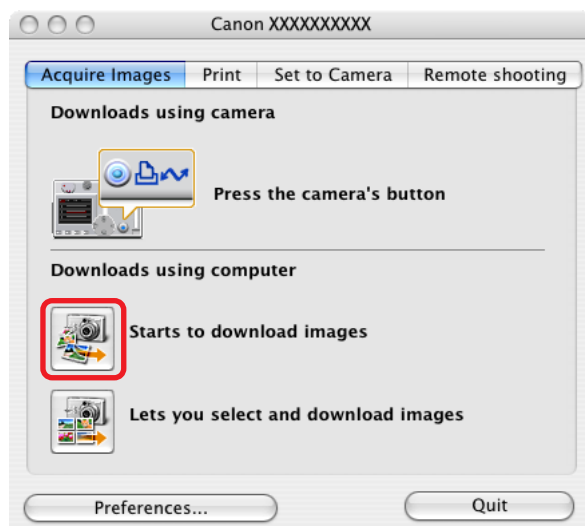 Canon XXXXXXXXXX
Acquire Images Print Set to Camera Remote shooting
Downloads using camera
Press the camera's button
Downloads using computer
Starts to download images
Lets you select and download images
Preferences... Quit